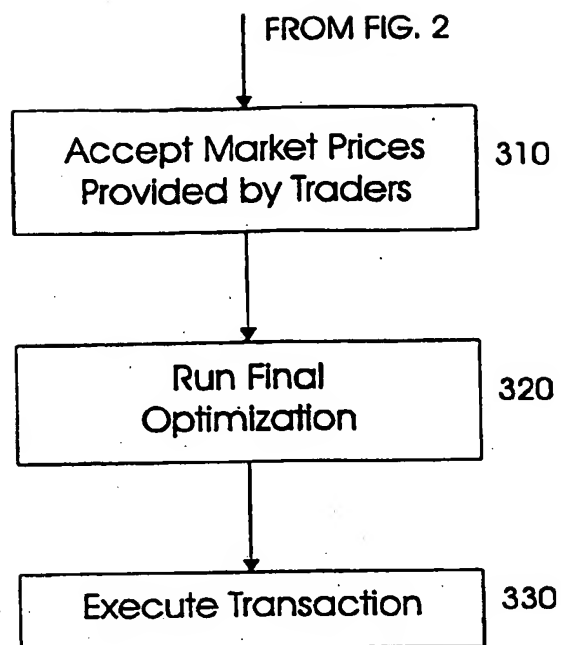 FROM FIG. 2
Accept Market Prices
Provided by Traders
310
Run Final
Optimization
320
Execute Transaction
330